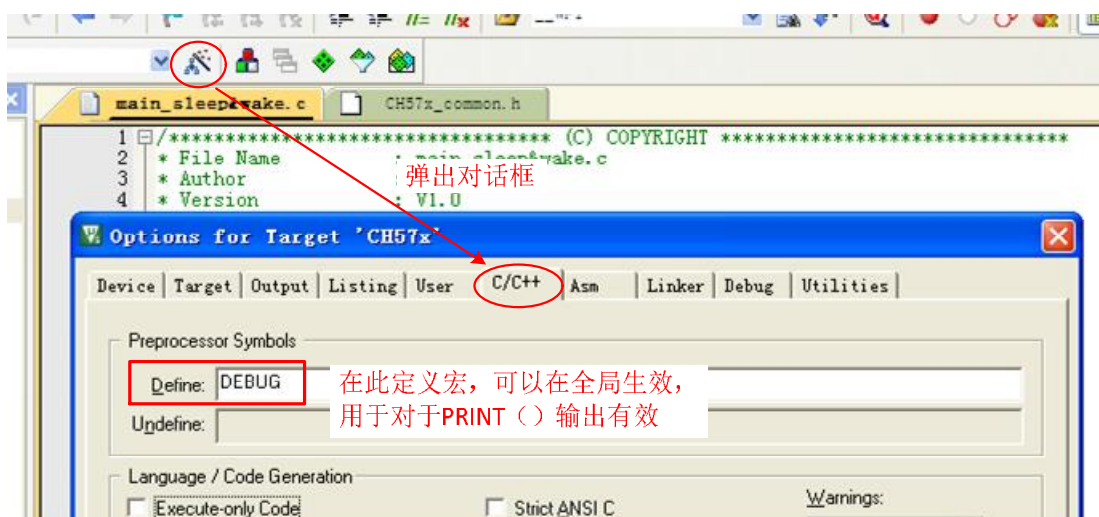 main_sleep&wake.c
CH57x_common.h
1 /********************************** (C) COPYRIGHT *******************************
2 * File Name : main_sleep&wake.c
3 * Author :
4 * Version : V1.0
弹出对话框
Options for Target 'CH57x'
Device Target Output Listing User C/C++ Asm Linker Debug Utilities
Preprocessor Symbols
Define: DEBUG
在此定义宏，可以在全局生效，
Undefine:
用于对于PRINT（）输出有效
Language / Code Generation
Execute-only Code
Strict ANSI C
Warnings: